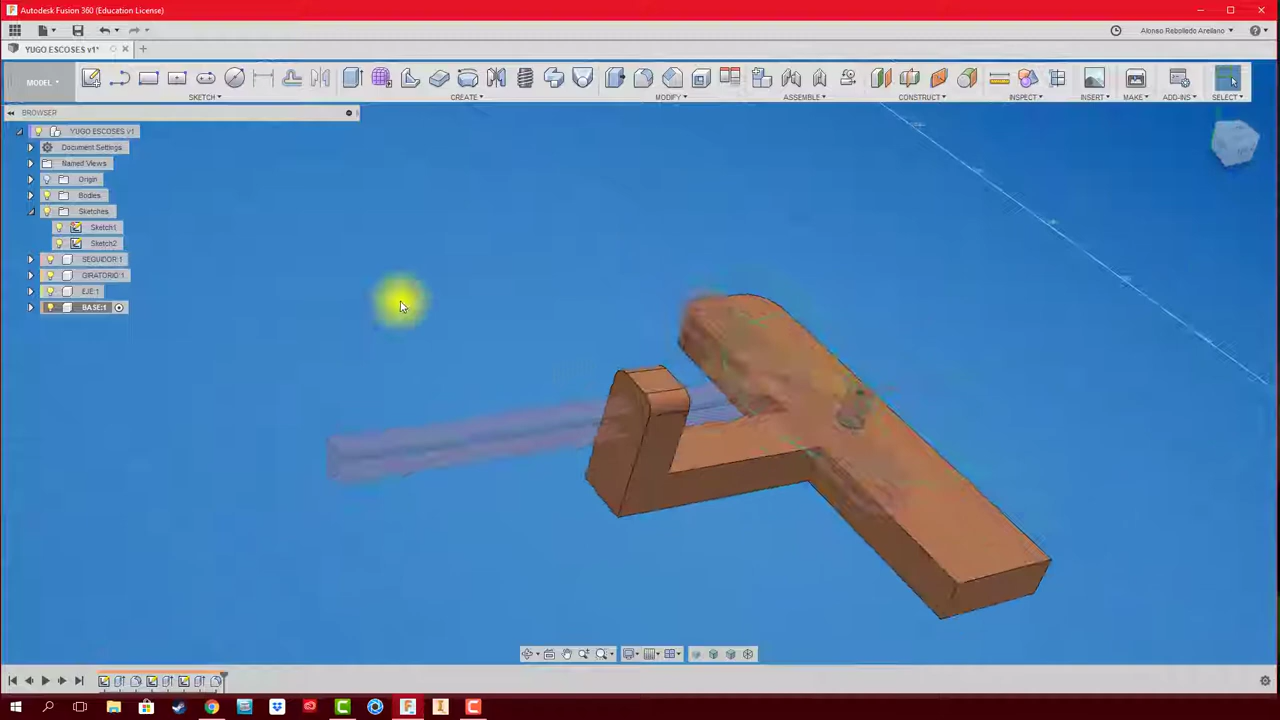 Autodesk Fusion 360 (Education License)
Alonso Rebolledo Arellano
YUGO ESCOSES v1*
MODEL
SKETCH
CREATE
MODIFY
ASSEMBLE
CONSTRUCT
INSPECT
INSERT
MAKE
ADD-INS
SELECT
BROWSER
YUGO ESCOSES v1
Document Settings
Named Views
Origin
Bodies
Sketches
Sketch1
Sketch2
SEGUIDOR:1
GIRATORIO:1
EJE:1
BASE:1